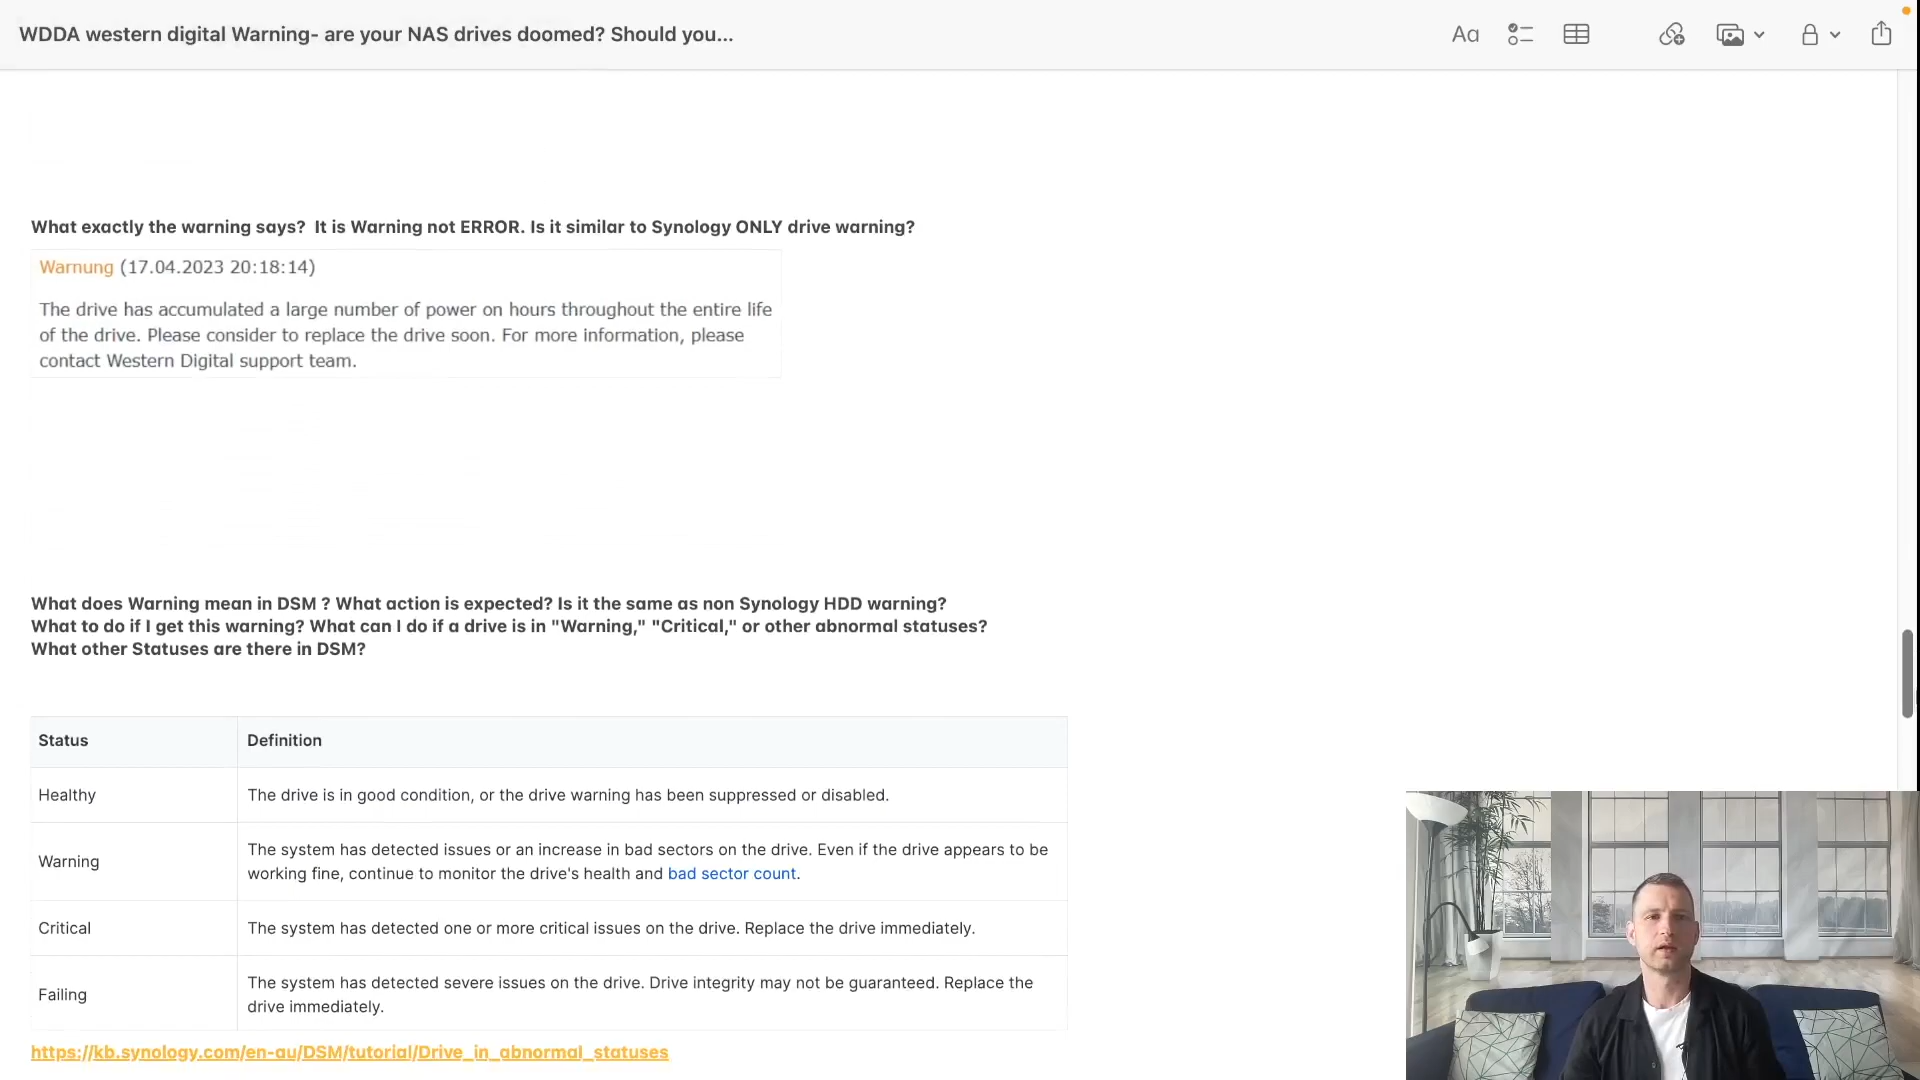 WDDA western digital Warning- are your NAS drives doomed? Should you...
Aa
What exactly the warning says?  It is Warning not ERROR. Is it similar to Synology ONLY drive warning?
Warnung (17.04.2023 20:18:14)
The drive has accumulated a large number of power on hours throughout the entire life
of the drive. Please consider to replace the drive soon. For more information, please
contact Western Digital support team.
What does Warning mean in DSM ? What action is expected? Is it the same as non Synology HDD warning?
What to do if I get this warning? What can I do if a drive is in "Warning," "Critical," or other abnormal statuses?
What other Statuses are there in DSM?
Status Definition
Healthy The drive is in good condition, or the drive warning has been suppressed or disabled.
Warning The system has detected issues or an increase in bad sectors on the drive. Even if the drive appears to be
working fine, continue to monitor the drive's health and bad sector count.
Critical The system has detected one or more critical issues on the drive. Replace the drive immediately.
Failing The system has detected severe issues on the drive. Drive integrity may not be guaranteed. Replace the
drive immediately.
https://kb.synology.com/en-au/DSM/tutorial/Drive_in_abnormal_statuses